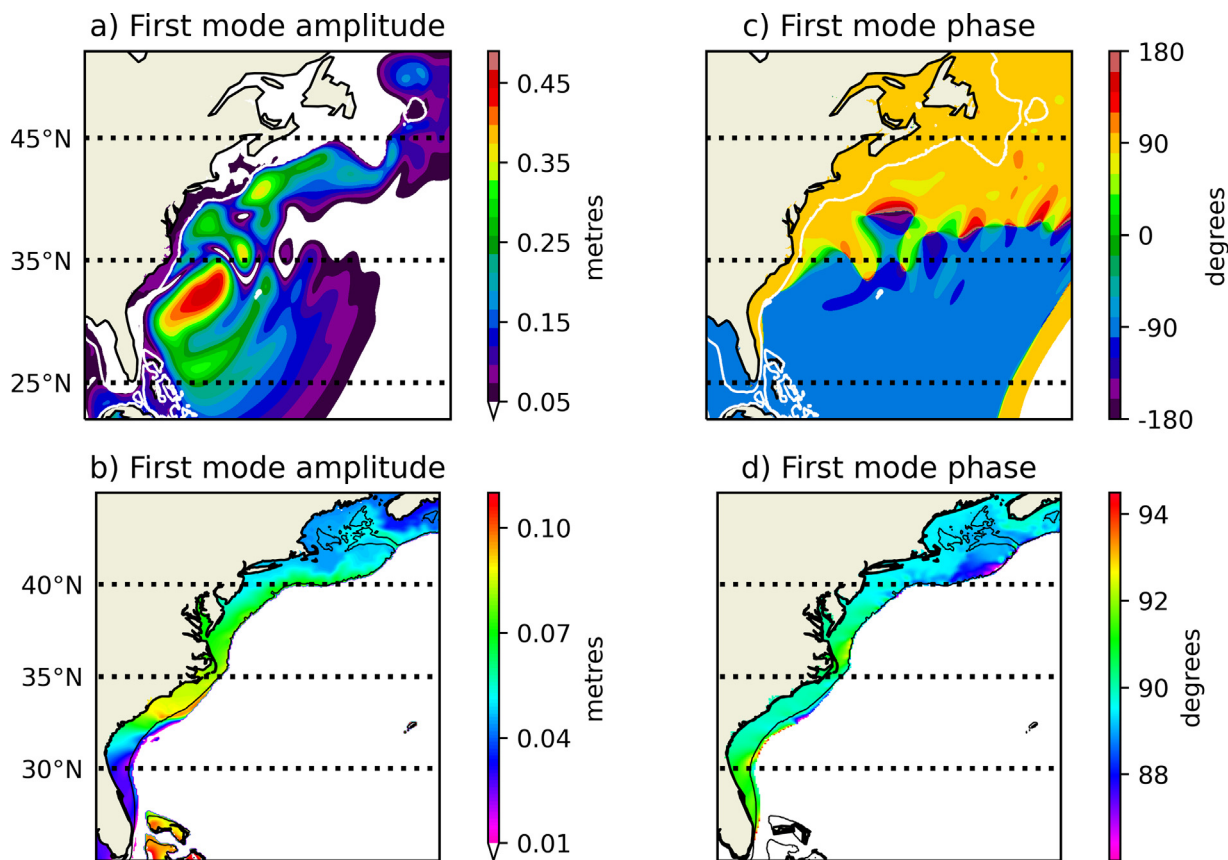 a) First mode amplitude
45°N
35°N
25°N
0.45
0.35
0.25
0.15
0.05
metres
c) First mode phase
180
90
0
-90
-180
degrees
b) First mode amplitude
40°N
35°N
30°N
0.10
0.07
0.04
0.01
metres
d) First mode phase
94
92
90
88
degrees